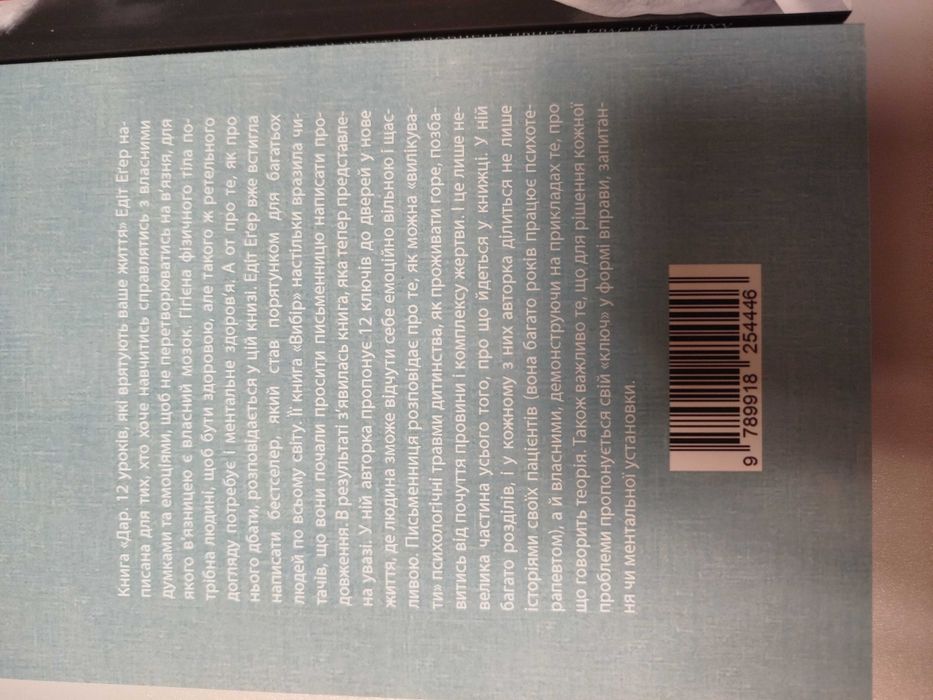 Книга «Дар. 12 уроків, які врятують ваше життя» Едіт Еґер на-
писана для тих, хто хоче навчитись справлятись з власними
думками та емоціями, щоб не перетворюватись на в'язня, для
якого в'язницею є власний мозок. Гігієна фізичного тіла по-
трібна людині, щоб бути здоровою, але такого ж ретельного
догляду потребує і ментальне здоров'я. А от про те, як про
нього дбати, розповідається у цій книзі. Едіт Еґер вже встигла
написати бестселер, який став порятунком для багатьох
людей по всьому світу. Її книга «Вибір» настільки вразила чи-
тачів, що вони почали просити письменницю написати про-
довження. В результаті з'явилась книга, яка тепер представле-
на увазі. У ній авторка пропонує 12 ключів до дверей у нове
життя, де людина зможе відчути себе емоційно вільною і щас-
ливою. Письменниця розповідає про те, як можна «вилікува-
ти» психологічні травми дитинства, як проживати горе, позба-
витись від почуття провини і комплексу жертви. І це лише не-
велика частина усього того, про що йдеться у книжці. У ній
багато розділів, і у кожному з них авторка ділиться не лише
історіями своїх пацієнтів (вона багато років працює психоте-
рапевтом), а й власними, демонструючи на прикладах те, про
що говорить теорія. Також важливо те, що для рішення кожної
проблеми пропонується свій «ключ» у формі вправи, запитан-
ня чи ментальної установки.
9 789918 254446